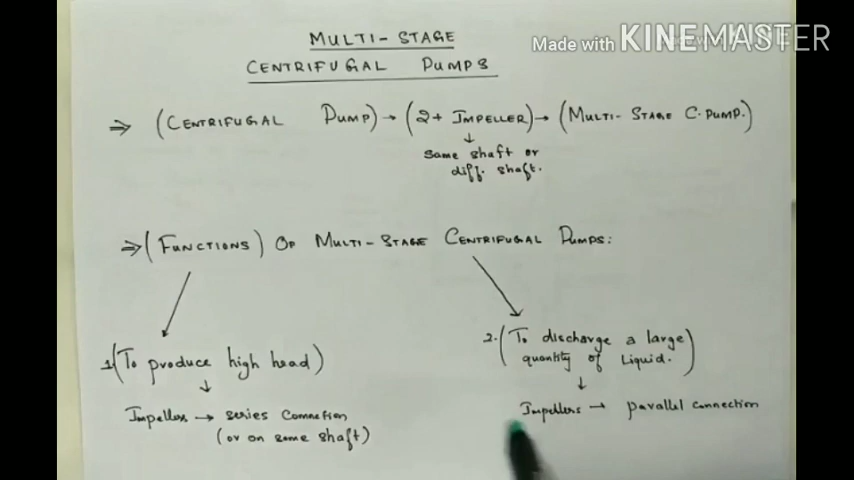 MULTI-STAGE
CENTRIFUGAL PUMPS
Made with KINEMASTER
⇒ (CENTRIFUGAL PUMP) → (2+ IMPELLER) → (MULTI-STAGE C.PUMP.)
↓
Same shaft or
diff. shaft.
⇒ (FUNCTIONS) OF MULTI-STAGE CENTRIFUGAL PUMPS:
1. (To produce high head)
↓
Impellers → series Connection
(or on same shaft)
2. (To discharge a large
quantity of Liquid.)
↓
Impellers → parallel connection